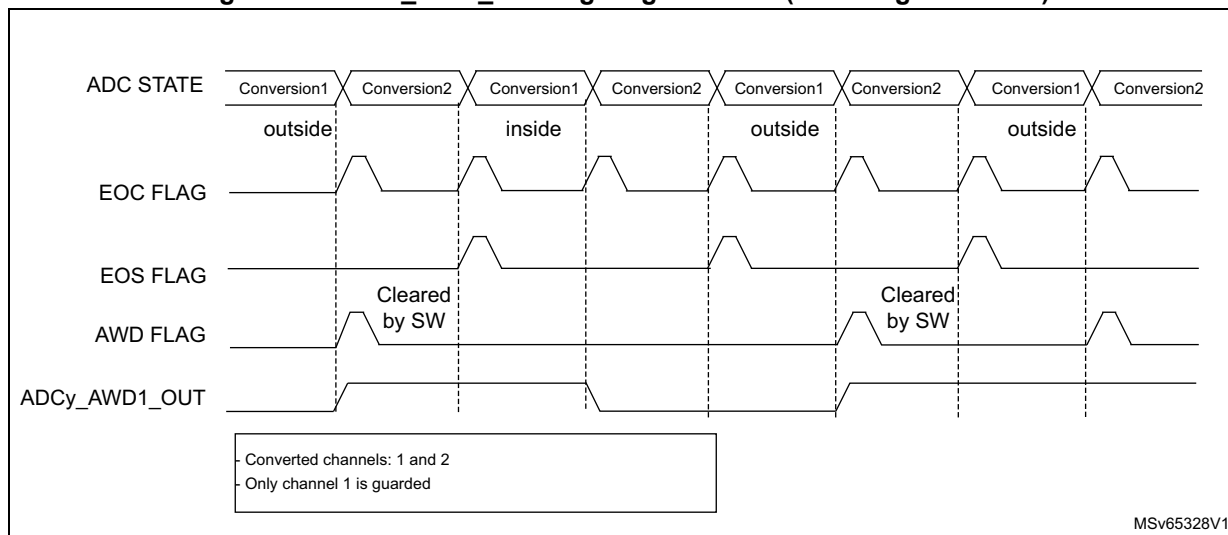 ADC STATE Conversion1 Conversion2 Conversion1 Conversion2 Conversion1 Conversion2 Conversion1 Conversion2
outside inside outside outside
EOC FLAG
EOS FLAG
Cleared Cleared
by SW by SW
AWD FLAG
ADCy_AWD1_OUT
- Converted channels: 1 and 2
- Only channel 1 is guarded
MSv65328V1